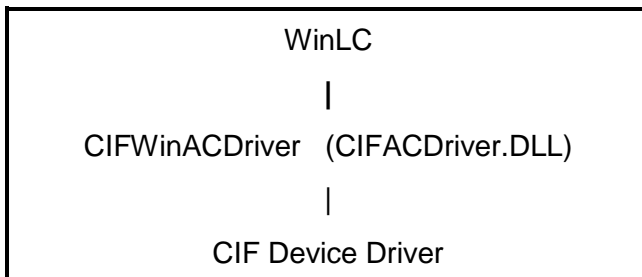 WinLC
|
CIFWinACDriver (CIFACDriver.DLL)
|
CIF Device Driver